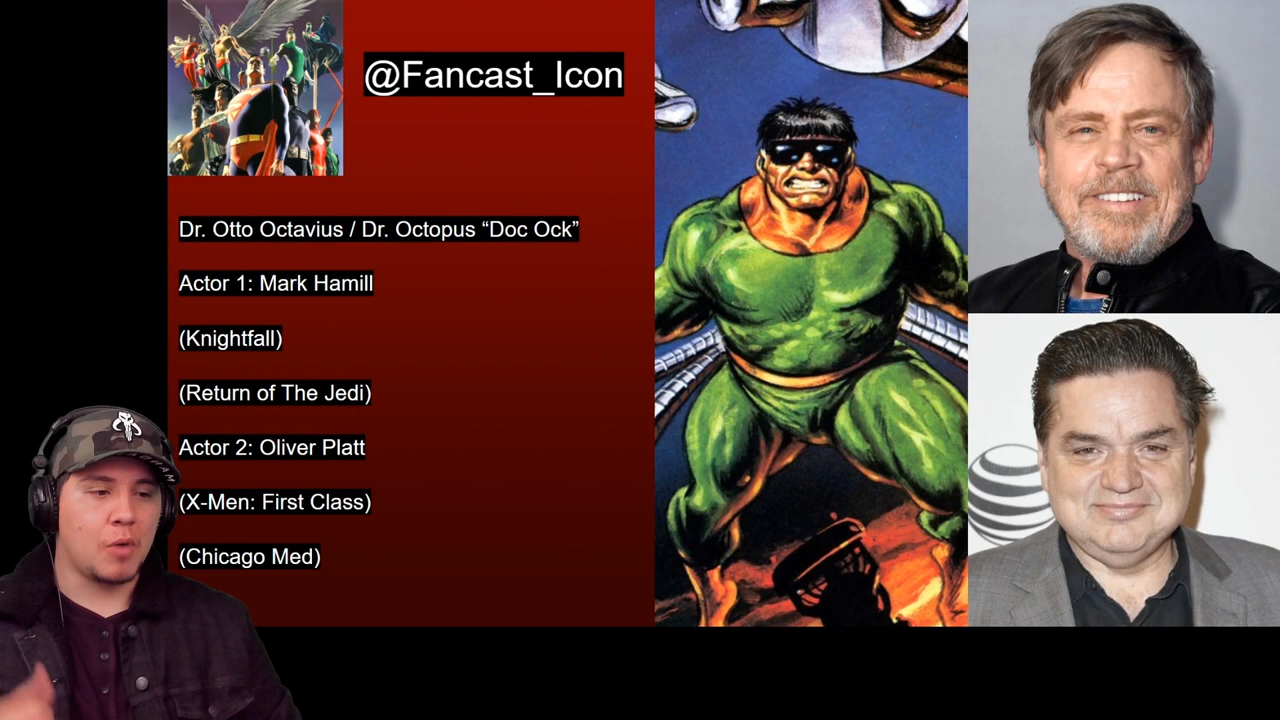 @Fancast_Icon
Dr. Otto Octavius / Dr. Octopus “Doc Ock”
Actor 1: Mark Hamill
(Knightfall)
(Return of The Jedi)
Actor 2: Oliver Platt
(X-Men: First Class)
(Chicago Med)